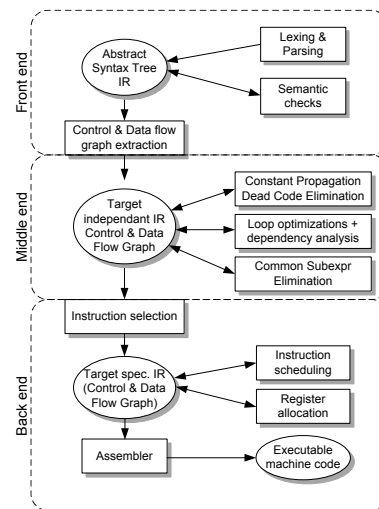 Front end
Lexing &
Parsing
Abstract
Syntax Tree
IR
Semantic
checks
Control & Data flow
graph extraction
Middle end
Target
independant IR
Control & Data
Flow Graph
Constant Propagation
Dead Code Elimination
Loop optimizations +
dependency analysis
Common Subexpr
Elimination
Instruction selection
Back end
Target spec. IR
(Control & Data
Flow Graph)
Instruction
scheduling
Register
allocation
Assembler
Executable
machine code